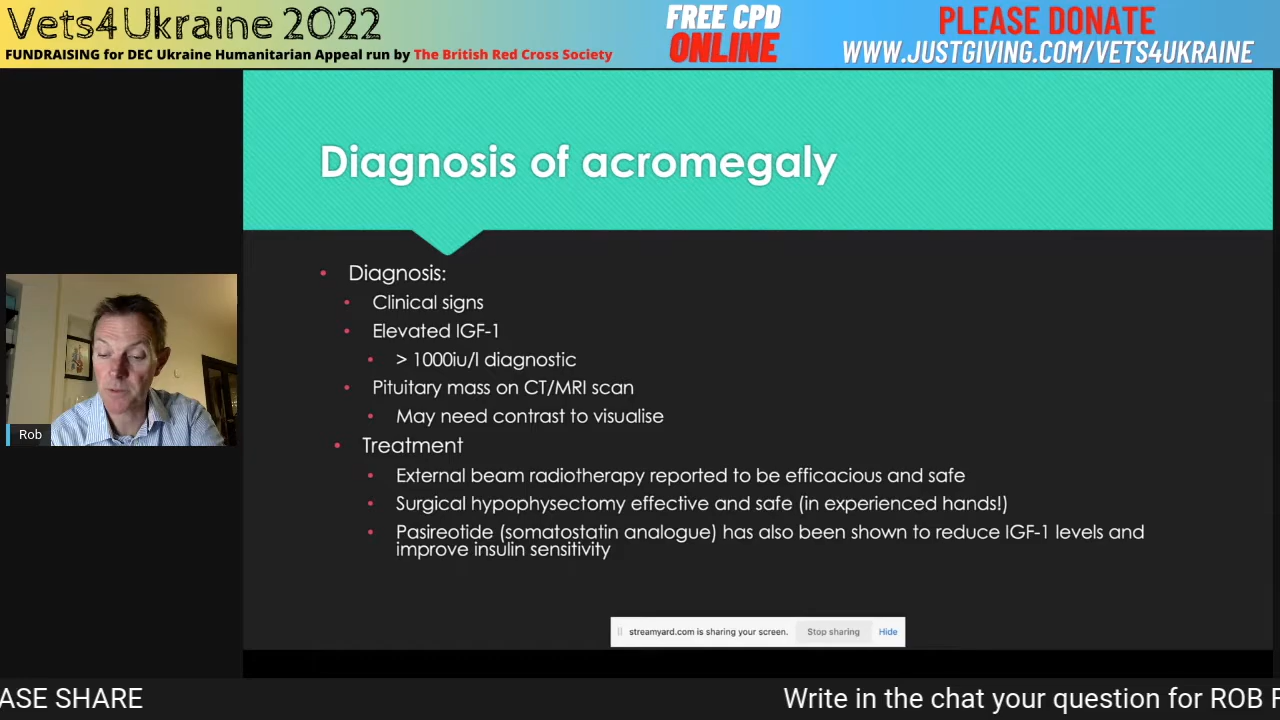 Vets4Ukraine 2022
FUNDRAISING for DEC Ukraine Humanitarian Appeal run by The British Red Cross Society
FREE CPD
ONLINE
PLEASE DONATE
WWW.JUSTGIVING.COM/VETS4UKRAINE
Diagnosis of acromegaly
• Diagnosis:
• Clinical signs
• Elevated IGF-1
• > 1000iu/l diagnostic
• Pituitary mass on CT/MRI scan
• May need contrast to visualise
• Treatment
• External beam radiotherapy reported to be efficacious and safe
• Surgical hypophysectomy effective and safe (in experienced hands!)
• Pasireotide (somatostatin analogue) has also been shown to reduce IGF-1 levels and
improve insulin sensitivity
Rob
streamyard.com is sharing your screen. Stop sharing Hide
ASE SHARE
Write in the chat your question for ROB F